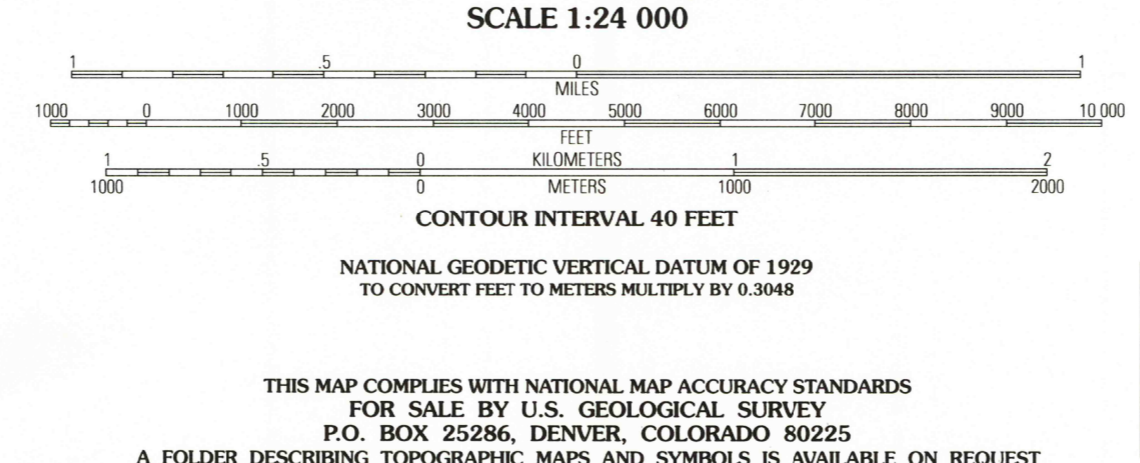 SCALE 1:24 000
1 .5 0 1
MILES
1000 0 1000 2000 3000 4000 5000 6000 7000 8000 9000 10 000
FEET
1 .5 0 KILOMETERS 1 2
1000 0 METERS 1000 2000
CONTOUR INTERVAL 40 FEET
NATIONAL GEODETIC VERTICAL DATUM OF 1929
TO CONVERT FEET TO METERS MULTIPLY BY 0.3048
THIS MAP COMPLIES WITH NATIONAL MAP ACCURACY STANDARDS
FOR SALE BY U.S. GEOLOGICAL SURVEY
P.O. BOX 25286, DENVER, COLORADO 80225
A FOLDER DESCRIBING TOPOGRAPHIC MAPS AND SYMBOLS IS AVAILABLE ON REQUEST